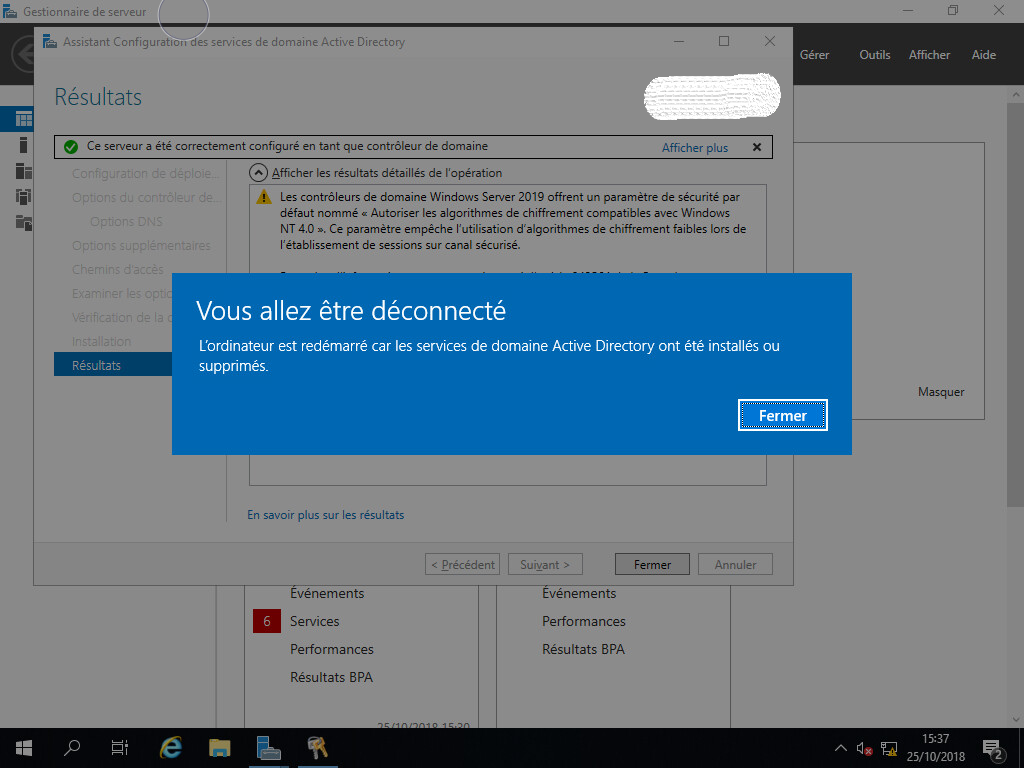 Gestionnaire de serveur
Assistant Configuration des services de domaine Active Directory
Gérer
Outils
Afficher
Aide
Résultats
Ce serveur a été correctement configuré en tant que contrôleur de domaine
Afficher plus
Configuration de déploie...
Options du contrôleur de...
Options DNS
Options supplémentaires
Chemins d'accès
Examiner les optio
Vérification de la
Installation
Résultats
Afficher les résultats détaillés de l'opération
Les contrôleurs de domaine Windows Server 2019 offrent un paramètre de sécurité par
défaut nommé « Autoriser les algorithmes de chiffrement compatibles avec Windows
NT 4.0 ». Ce paramètre empêche l'utilisation d'algorithmes de chiffrement faibles lors de
l'établissement de sessions sur canal sécurisé.
Vous allez être déconnecté
L'ordinateur est redémarré car les services de domaine Active Directory ont été installés ou
supprimés.
Fermer
Masquer
En savoir plus sur les résultats
< Précédent
Suivant >
Fermer
Annuler
Événements
6 Services
Performances
Résultats BPA
25/10/2018 15:30
Événements
Performances
Résultats BPA
15:37
25/10/2018
2